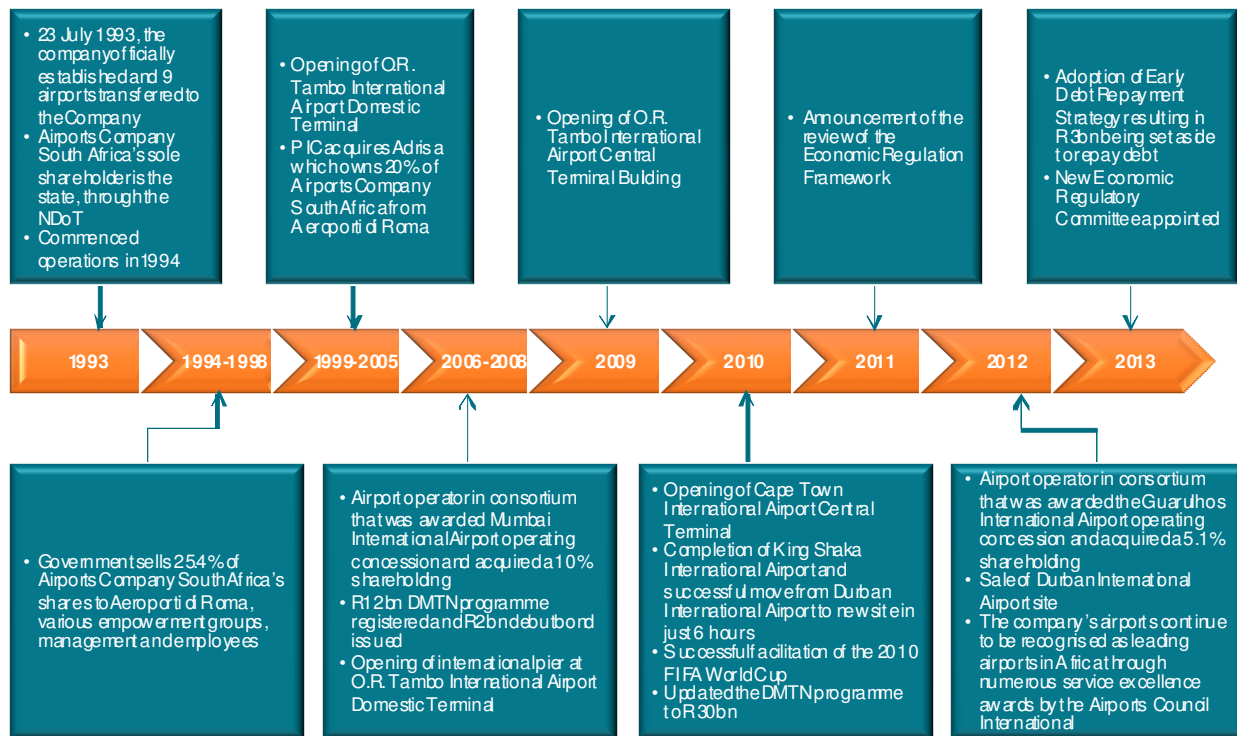 • 23 July 1993, the
company officially
established and 9
airports transferred to
the Company
• Airports Company
South Africa's sole
shareholder is the
state, through the
NDoT
• Commenced
operations in 1994
• Opening of O.R.
Tambo International
Airport Domestic
Terminal
• PIC acquires Adrisa
which owns 20% of
Airports Company
South Africa from
Aeroporti di Roma
• Opening of O.R.
Tambo International
Airport Central
Terminal Building
• Announcement of the
review of the
Economic Regulation
Framework
• Adoption of Early
Debt Repayment
Strategy resulting in
R3bn being set aside
to repay debt
• New Economic
Regulatory
Committee appointed
1993
1994-1998
1999-2005
2006-2008
2009
2010
2011
2012
2013
• Government sells 25.4% of
Airports Company South Africa's
shares to Aeroporti di Roma,
various empowerment groups,
management and employees
• Airport operator in consortium
that was awarded Mumbai
International Airport operating
concession and acquired a 10%
shareholding
• R12bn DMTN programme
registered and R2bn debut bond
issued
• Opening of international pier at
O.R. Tambo International Airport
Domestic Terminal
• Opening of Cape Town
International Airport Central
Terminal
• Completion of King Shaka
International Airport and
successful move from Durban
International Airport to new site in
just 6 hours
• Successful facilitation of the 2010
FIFA World Cup
• Updated the DMTN programme
to R30bn
• Airport operator in consortium
that was awarded the Guarulhos
International Airport operating
concession and acquired a 5.1%
shareholding
• Sale of Durban International
Airport site
• The company's airports continue
to be recognised as leading
airports in Africa through
numerous service excellence
awards by the Airports Council
International